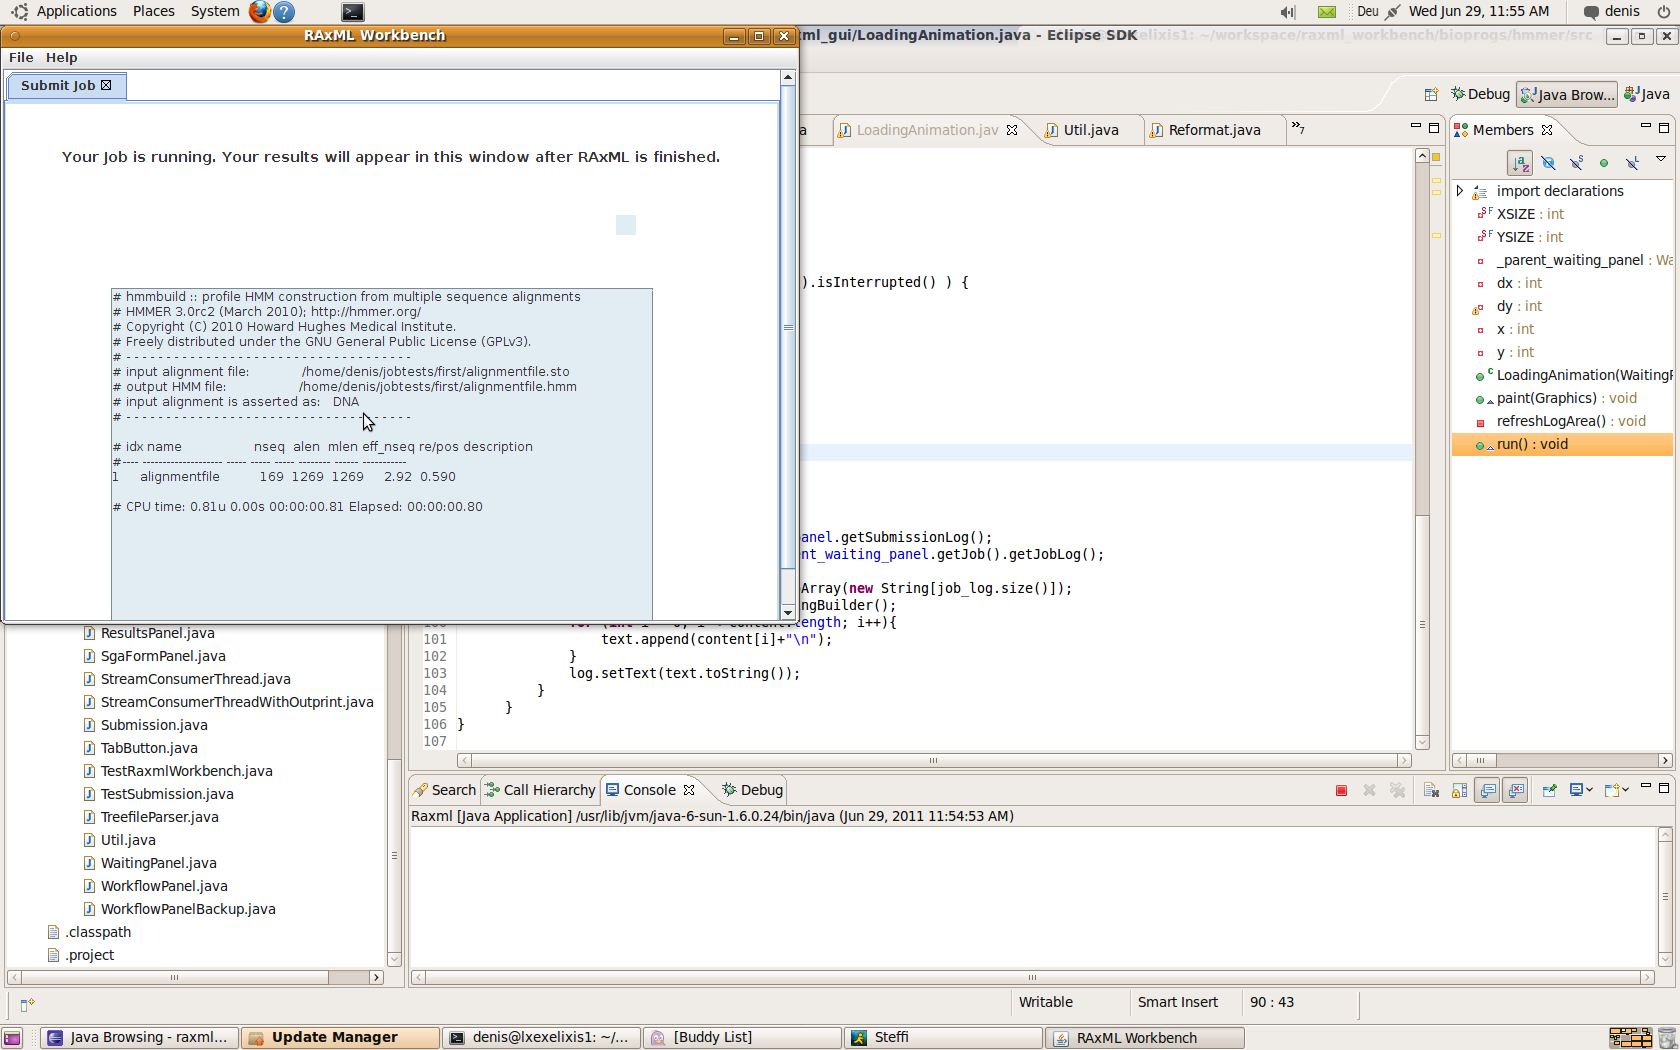 Applications Places System
Deu Wed Jun 29, 11:55 AM denis
RAxML Workbench
xml_gui/LoadingAnimation.java - Eclipse SDK
File Help
Submit Job
Your Job is running. Your results will appear in this window after RAxML is finished.
# hmmbuild :: profile HMM construction from multiple sequence alignments
# HMMER 3.0rc2 (March 2010); http://hmmer.org/
# Copyright (C) 2010 Howard Hughes Medical Institute.
# Freely distributed under the GNU General Public License (GPLv3).
# - - - - - - - - - - - - - - - - - - - - - - - - - - - - - - - - - - - -
# input alignment file: /home/denis/jobtests/first/alignmentfile.sto
# output HMM file: /home/denis/jobtests/first/alignmentfile.hmm
# input alignment is asserted as: DNA
# - - - - - - - - - - - - - - - - - - - - - - - - - - - - - - - - - - - -
# idx name nseq alen mlen eff_nseq re/pos description
#---- -------------------- ----- ----- ----- -------- ------ -----------
1 alignmentfile 169 1269 1269 2.92 0.590
# CPU time: 0.81u 0.00s 00:00:00.81 Elapsed: 00:00:00.80
Debug Java Brow... Java
a LoadingAnimation.jav Util.java Reformat.java »7
).isInterrupted() ) {
anel.getSubmissionLog();
nt_waiting_panel.getJob().getJobLog();
Array(new String[job_log.size()]);
ngBuilder();
length; i++){
101 text.append(content[i]+"\n");
102 }
103 log.setText(text.toString());
104 }
105 }
106 }
107
Members
import declarations
XSIZE : int
YSIZE : int
_parent_waiting_panel : Wa
dx : int
dy : int
x : int
y : int
LoadingAnimation(WaitingP
paint(Graphics) : void
refreshLogArea() : void
run() : void
ResultsPanel.java
SgaFormPanel.java
StreamConsumerThread.java
StreamConsumerThreadWithOutprint.java
Submission.java
TabButton.java
TestRaxmlWorkbench.java
TestSubmission.java
TreefileParser.java
Util.java
WaitingPanel.java
WorkflowPanel.java
WorkflowPanelBackup.java
.classpath
.project
Search Call Hierarchy Console Debug
Raxml [Java Application] /usr/lib/jvm/java-6-sun-1.6.0.24/bin/java (Jun 29, 2011 11:54:53 AM)
Writable Smart Insert 90 : 43
Java Browsing - raxml... Update Manager denis@lxexelixis1: ~/... [Buddy List] Steffi RAxML Workbench